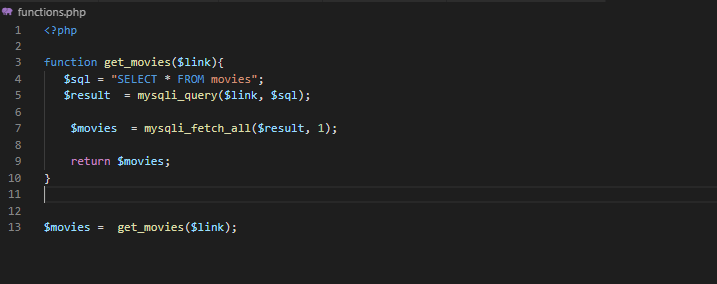 functions.php
1 <?php
2
3 function get_movies($link){
4 $sql = "SELECT * FROM movies";
5 $result  = mysqli_query($link, $sql);
6
7 $movies  = mysqli_fetch_all($result, 1);
8
9 return $movies;
10 }
11
12
13 $movies =  get_movies($link);